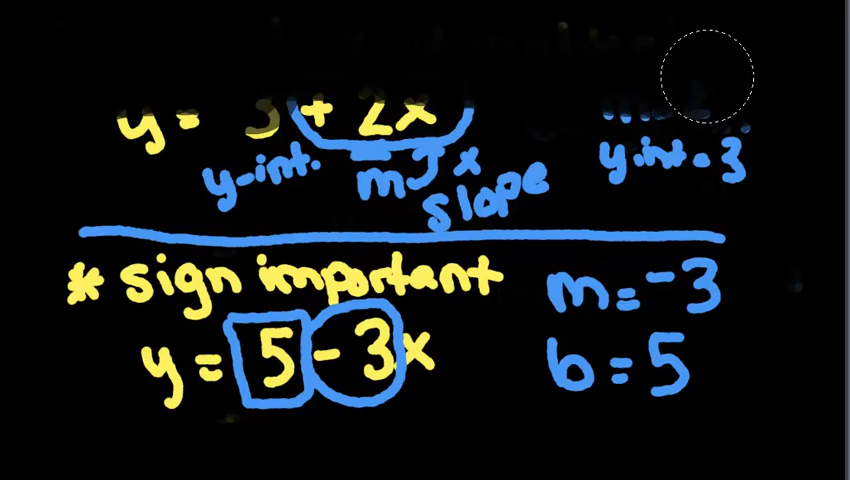 y = 3 + 2x
y-int. m x
slope
y.int = 3
* sign important
y = 5 - 3x
m = -3
b = 5